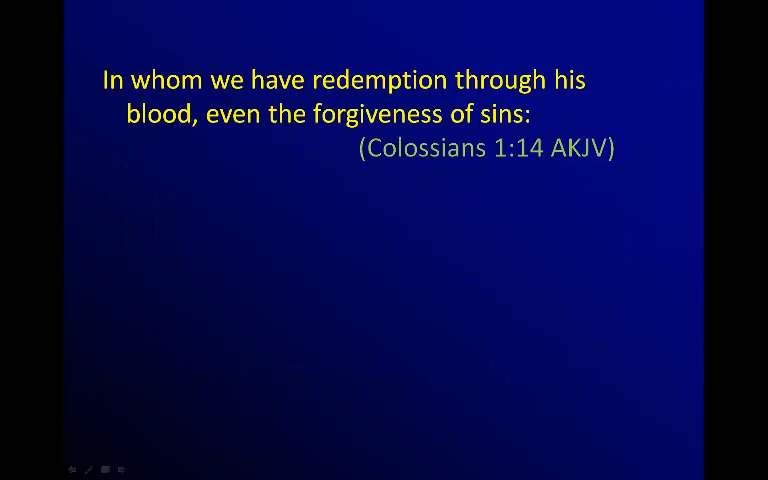 In whom we have redemption through his
blood, even the forgiveness of sins:
(Colossians 1:14 AKJV)